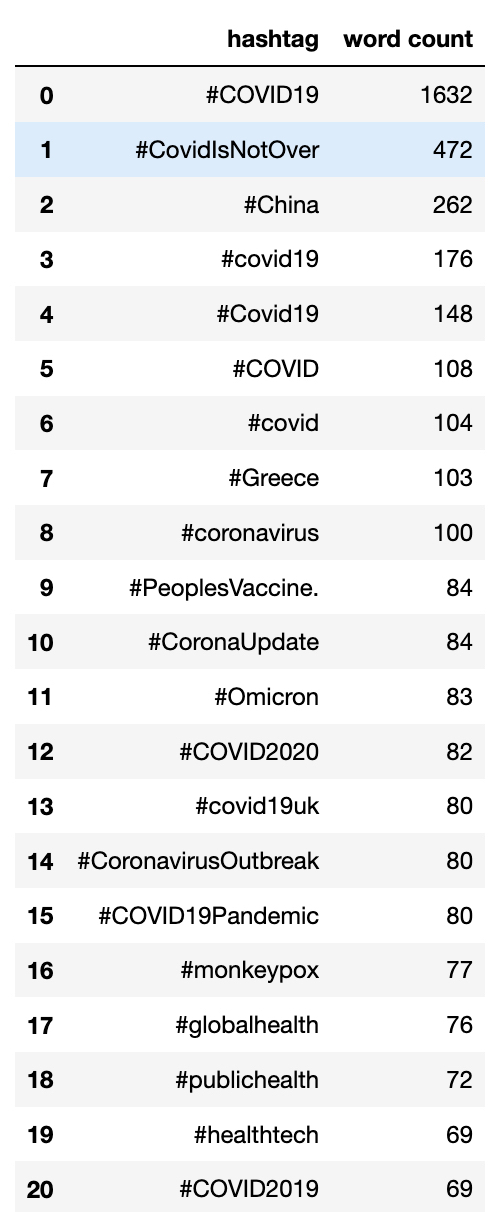 hashtag word count
0 #COVID19 1632
1 #CovidIsNotOver 472
2 #China 262
3 #covid19 176
4 #Covid19 148
5 #COVID 108
6 #covid 104
7 #Greece 103
8 #coronavirus 100
9 #PeoplesVaccine. 84
10 #CoronaUpdate 84
11 #Omicron 83
12 #COVID2020 82
13 #covid19uk 80
14 #CoronavirusOutbreak 80
15 #COVID19Pandemic 80
16 #monkeypox 77
17 #globalhealth 76
18 #publichealth 72
19 #healthtech 69
20 #COVID2019 69